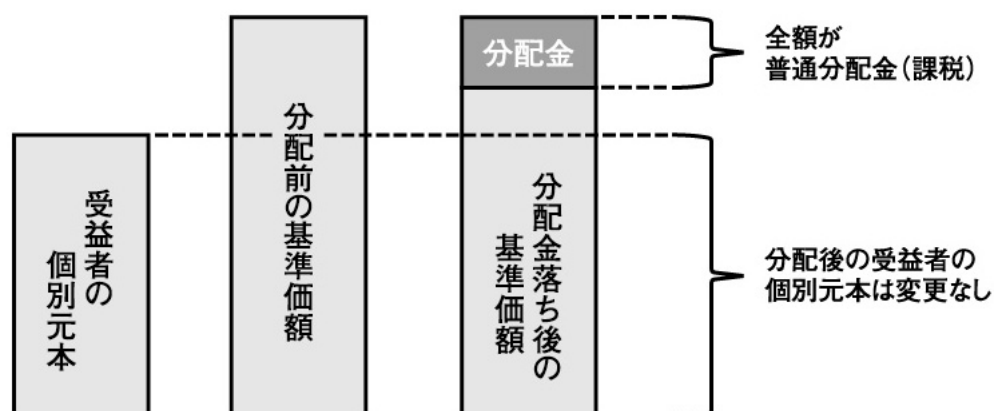 受益者の
個別元本
分配前の基準価額
分配金
分配金落ち後の
基準価額
全額が
普通分配金（課税）
分配後の受益者の
個別元本は変更なし